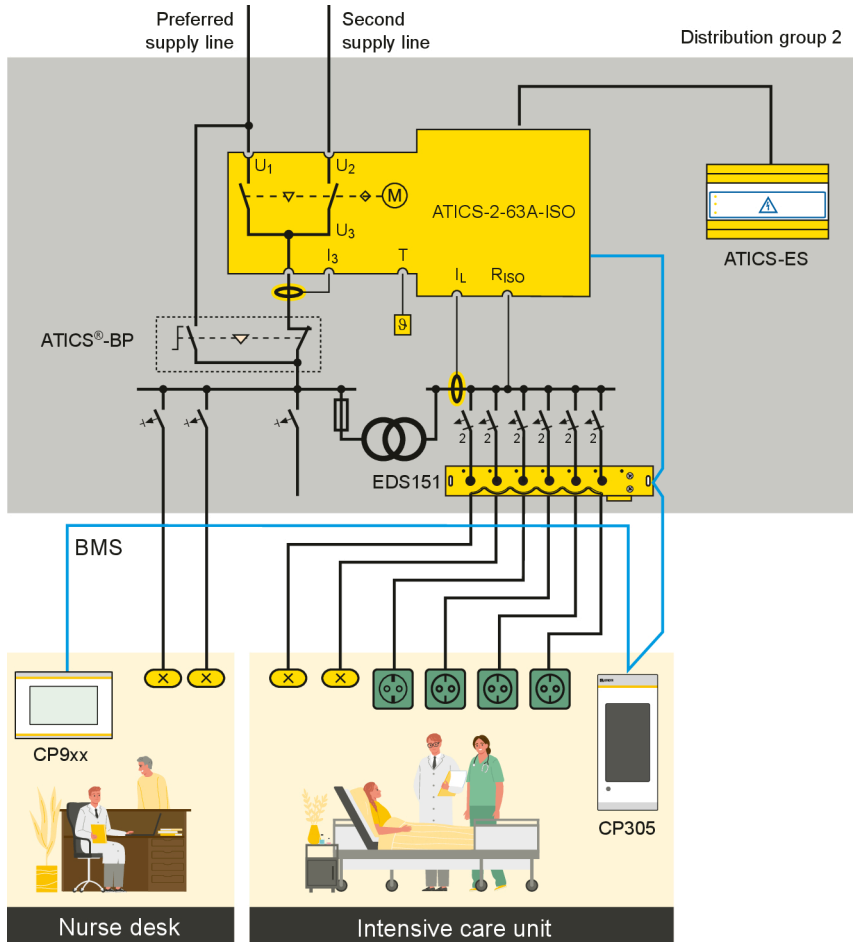 Preferred
supply line
Second
supply line
Distribution group 2
U1
U2
M
ATICS-2-63A-ISO
U3
I3
T
IL
RISO
ATICS-ES
ϑ
ATICS®-BP
2
2
2
2
2
2
EDS151
BMS
CP9xx
CP305
Nurse desk
Intensive care unit